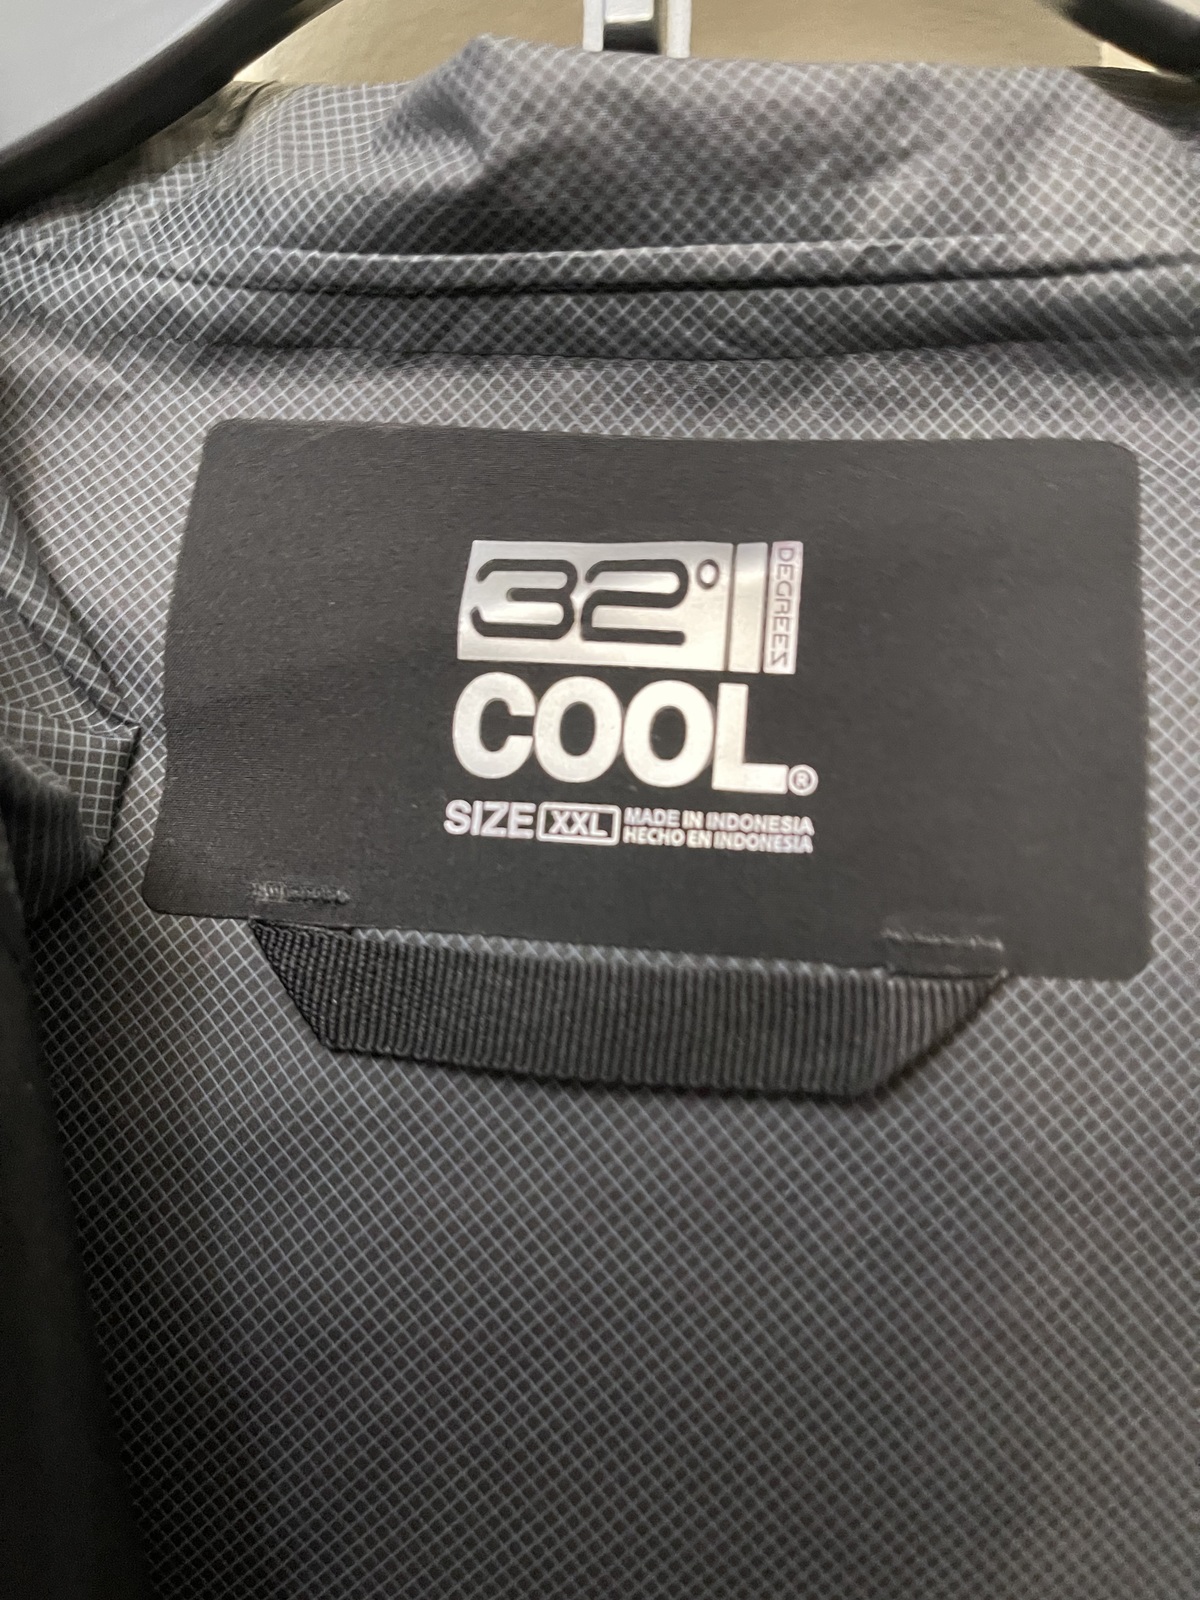 32° DEGREES
COOL®
SIZE XXL MADE IN INDONESIA
HECHO EN INDONESIA